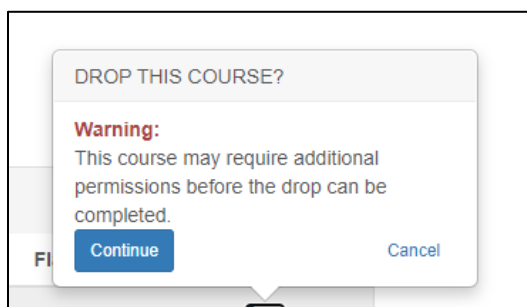 DROP THIS COURSE?
Warning:
This course may require additional
permissions before the drop can be
completed.
Continue Cancel